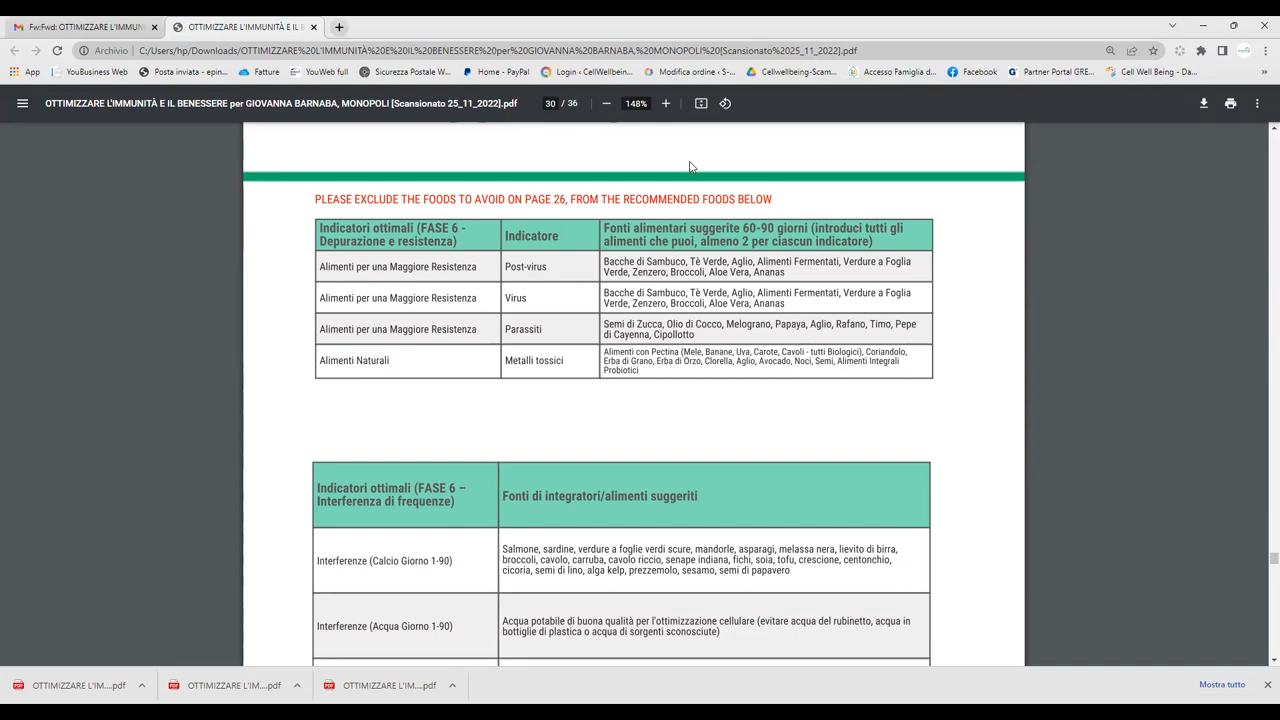 Fw:Fwd: OTTIMIZZARE L'IMMUN
OTTIMIZZARE L'IMMUNITÀ E IL B
Archivio
C:/Users/hp/Downloads/OTTIMIZZARE%20L'IMMUNITÀ%20E%20IL%20BENESSERE%20per%20GIOVANNA%20BARNABA,%20MONOPOLI%20[Scansionato%2025_11_2022].pdf
App
YouBusiness Web
Posta inviata - epin...
Fatture
YouWeb full
Sicurezza Postale W...
Home - PayPal
Login ‹ CellWellbein...
Modifica ordine ‹ S-...
Cellwellbeing-Scam...
Accesso Famiglia d...
Facebook
Partner Portal GRE...
Cell Well Being - Da...
OTTIMIZZARE L'IMMUNITÀ E IL BENESSERE per GIOVANNA BARNABA, MONOPOLI [Scansionato 25_11_2022].pdf
30 / 36
148%
PLEASE EXCLUDE THE FOODS TO AVOID ON PAGE 26, FROM THE RECOMMENDED FOODS BELOW
Indicatori ottimali (FASE 6 -
Depurazione e resistenza)
Indicatore
Fonti alimentari suggerite 60-90 giorni (introduci tutti gli
alimenti che puoi, almeno 2 per ciascun indicatore)
Alimenti per una Maggiore Resistenza
Post-virus
Bacche di Sambuco, Tè Verde, Aglio, Alimenti Fermentati, Verdure a Foglia
Verde, Zenzero, Broccoli, Aloe Vera, Ananas
Alimenti per una Maggiore Resistenza
Virus
Bacche di Sambuco, Tè Verde, Aglio, Alimenti Fermentati, Verdure a Foglia
Verde, Zenzero, Broccoli, Aloe Vera, Ananas
Alimenti per una Maggiore Resistenza
Parassiti
Semi di Zucca, Olio di Cocco, Melograno, Papaya, Aglio, Rafano, Timo, Pepe
di Cayenna, Cipollotto
Alimenti Naturali
Metalli tossici
Alimenti con Pectina (Mele, Banane, Uva, Carote, Cavoli - tutti Biologici), Coriandolo,
Erba di Grano, Erba di Orzo, Clorella, Aglio, Avocado, Noci, Semi, Alimenti Integrali
Probiotici
Indicatori ottimali (FASE 6 –
Interferenza di frequenze)
Fonti di integratori/alimenti suggeriti
Interferenze (Calcio Giorno 1-90)
Salmone, sardine, verdure a foglie verdi scure, mandorle, asparagi, melassa nera, lievito di birra,
broccoli, cavolo, carruba, cavolo riccio, senape indiana, fichi, soia, tofu, crescione, centonchio,
cicoria, semi di lino, alga kelp, prezzemolo, sesamo, semi di papavero
Interferenze (Acqua Giorno 1-90)
Acqua potabile di buona qualità per l'ottimizzazione cellulare (evitare acqua del rubinetto, acqua in
bottiglie di plastica o acqua di sorgenti sconosciute)
OTTIMIZZARE L'IM....pdf
OTTIMIZZARE L'IM....pdf
OTTIMIZZARE L'IM....pdf
Mostra tutto